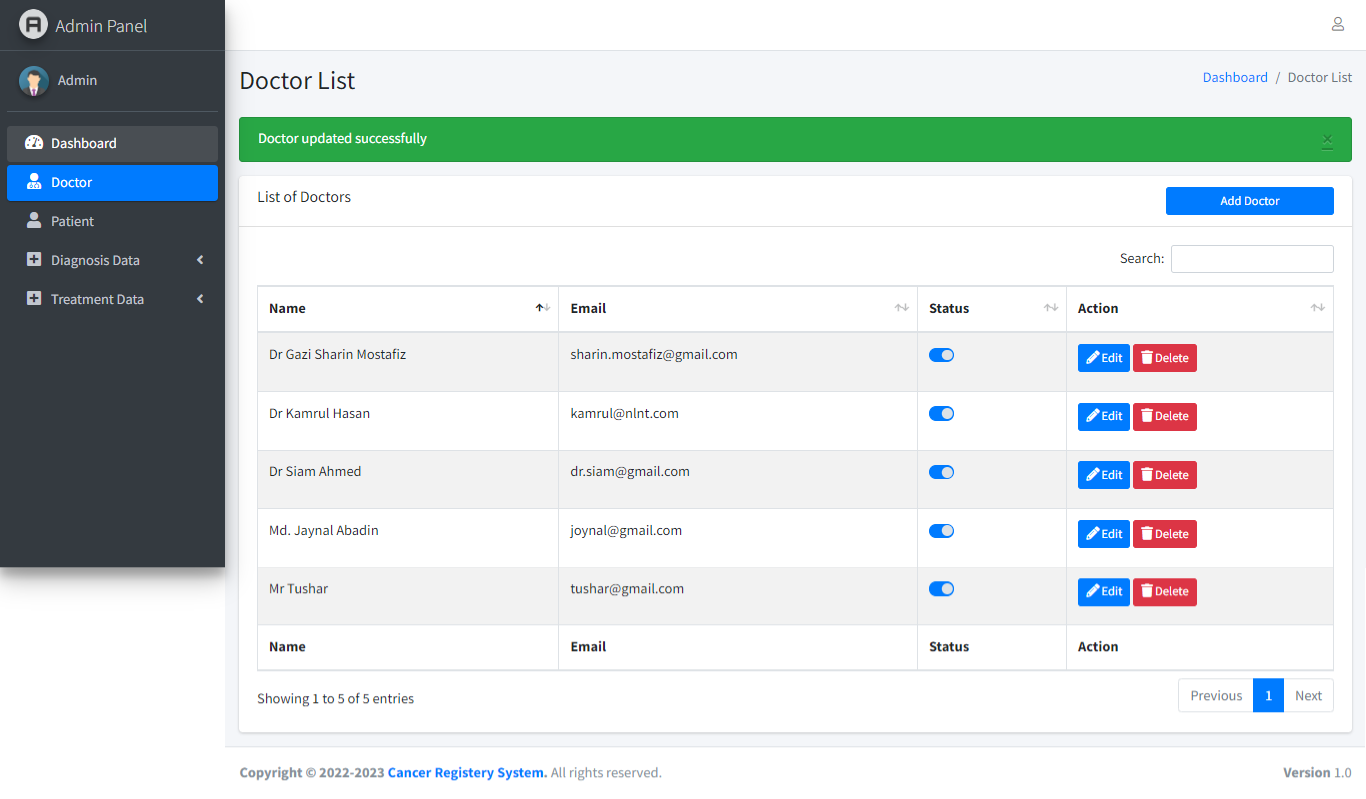 Admin Panel
Admin
Dashboard
Doctor
Patient
Diagnosis Data
Treatment Data
Doctor List
Dashboard / Doctor List
Doctor updated successfully
×
List of Doctors
Add Doctor
Search:
Name Email Status Action
Dr Gazi Sharin Mostafiz sharin.mostafiz@gmail.com Edit Delete
Dr Kamrul Hasan kamrul@nlnt.com Edit Delete
Dr Siam Ahmed dr.siam@gmail.com Edit Delete
Md. Jaynal Abadin joynal@gmail.com Edit Delete
Mr Tushar tushar@gmail.com Edit Delete
Name Email Status Action
Showing 1 to 5 of 5 entries
Previous 1 Next
Copyright © 2022-2023 Cancer Registery System. All rights reserved.
Version 1.0